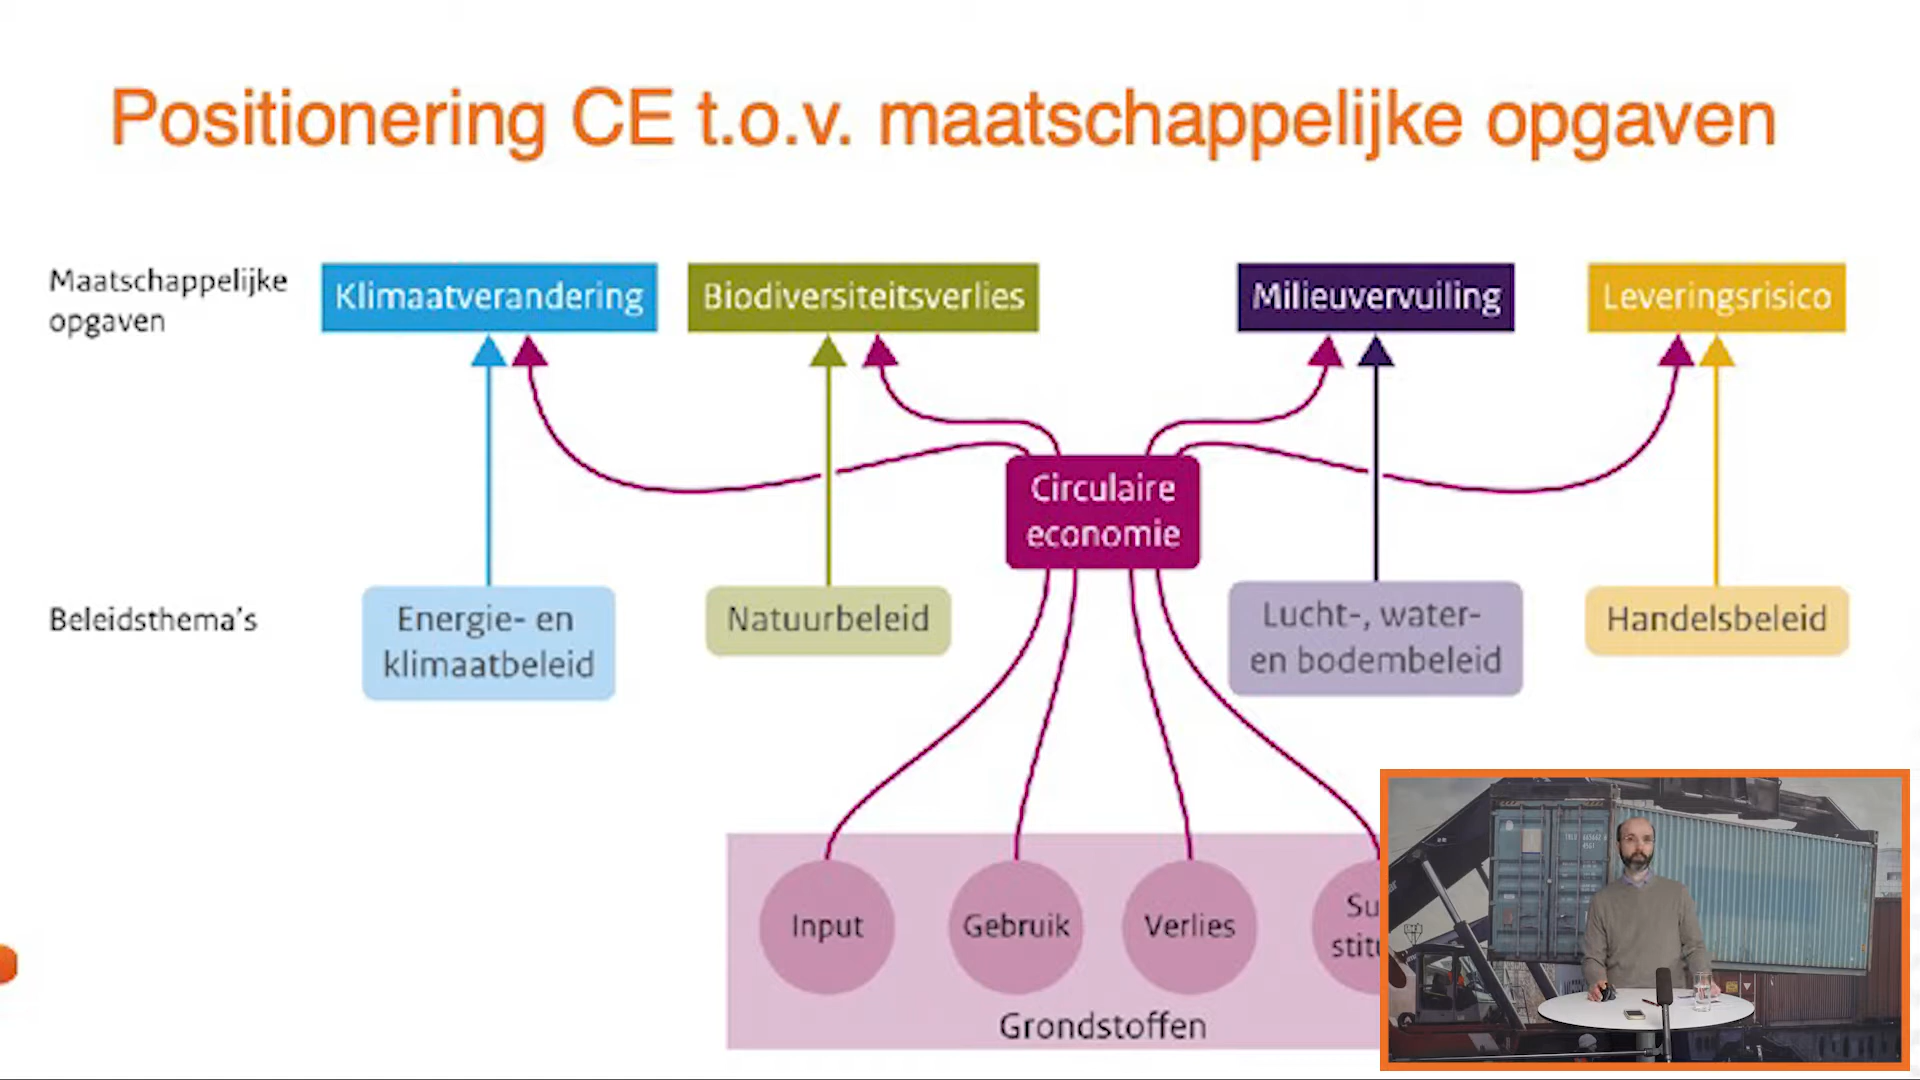 Positionering CE t.o.v. maatschappelijke opgaven
Maatschappelijke
opgaven
Klimaatverandering
Biodiversiteitsverlies
Milieuvervuiling
Leveringsrisico
Circulaire
economie
Beleidsthema's
Energie- en
klimaatbeleid
Natuurbeleid
Lucht-, water-
en bodembeleid
Handelsbeleid
Input
Gebruik
Verlies
Su
stitu
Grondstoffen